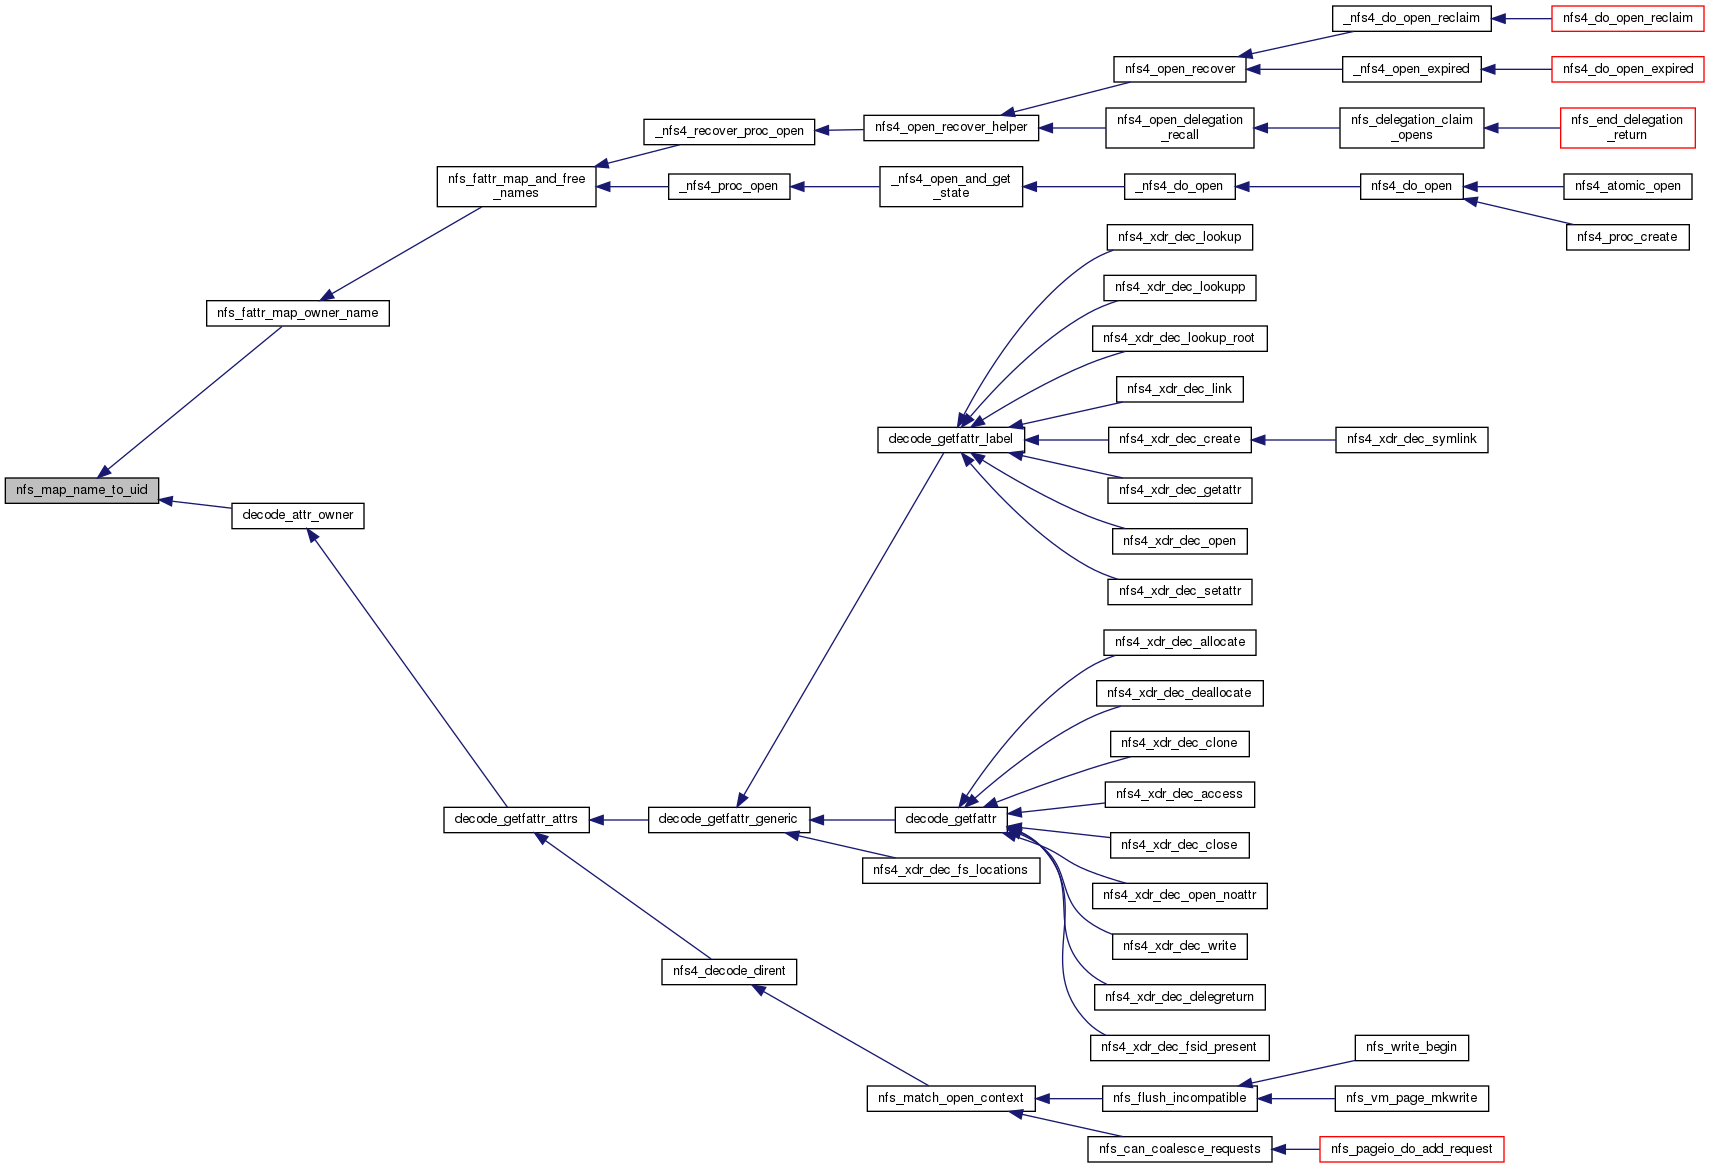 _nfs4_do_open_reclaim
nfs4_do_open_reclaim
nfs4_open_recover
_nfs4_open_expired
nfs4_do_open_expired
_nfs4_recover_proc_open
nfs4_open_recover_helper
nfs4_open_delegation
_recall
nfs_delegation_claim
_opens
nfs_end_delegation
_return
nfs_fattr_map_and_free
_names
_nfs4_proc_open
_nfs4_open_and_get
_state
_nfs4_do_open
nfs4_do_open
nfs4_atomic_open
nfs4_proc_create
nfs4_xdr_dec_lookup
nfs4_xdr_dec_lookupp
nfs_fattr_map_owner_name
nfs4_xdr_dec_lookup_root
nfs4_xdr_dec_link
decode_getfattr_label
nfs4_xdr_dec_create
nfs4_xdr_dec_symlink
nfs_map_name_to_uid
nfs4_xdr_dec_getattr
decode_attr_owner
nfs4_xdr_dec_open
nfs4_xdr_dec_setattr
nfs4_xdr_dec_allocate
nfs4_xdr_dec_deallocate
nfs4_xdr_dec_clone
nfs4_xdr_dec_access
decode_getfattr_attrs
decode_getfattr_generic
decode_getfattr
nfs4_xdr_dec_close
nfs4_xdr_dec_fs_locations
nfs4_xdr_dec_open_noattr
nfs4_xdr_dec_write
nfs4_decode_dirent
nfs4_xdr_dec_delegreturn
nfs4_xdr_dec_fsid_present
nfs_write_begin
nfs_match_open_context
nfs_flush_incompatible
nfs_vm_page_mkwrite
nfs_can_coalesce_requests
nfs_pageio_do_add_request